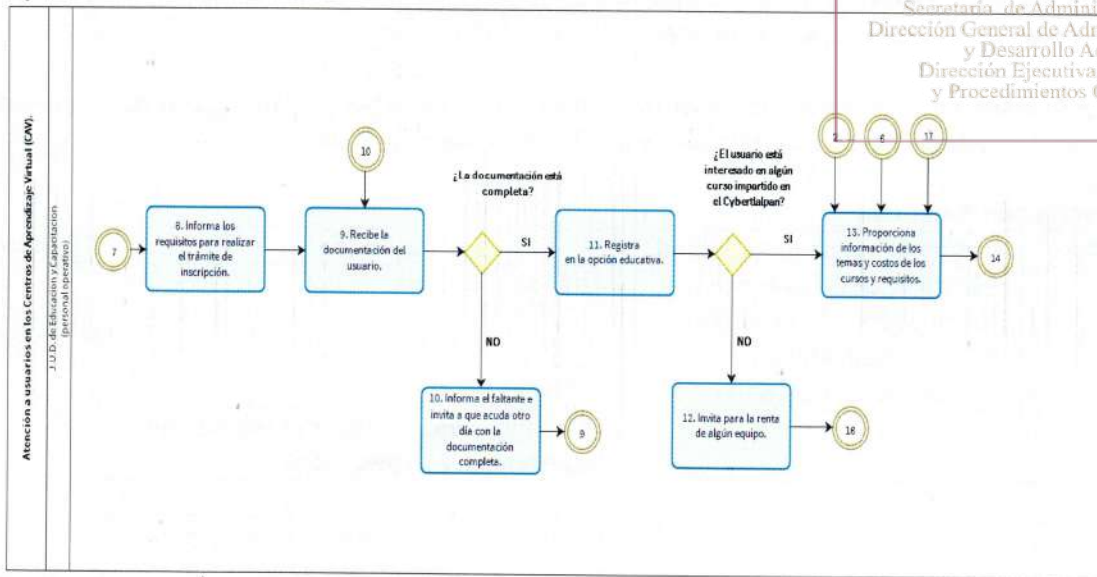 Secretaría de Admini
Dirección General de Adm
y Desarrollo Ad
Dirección Ejecutiva
y Procedimientos O
Atención a usuarios en los Centros de Aprendizaje Virtual (CAV).
J.U.D. de Educación y Capacitación
(personal operativo)
7
8. Informa los
requisitos para realizar
el trámite de
inscripción.
10
9. Recibe la
documentación del
usuario.
¿La documentación está
completa?
SI
NO
10. Informa el faltante e
invita a que acuda otro
día con la
documentación
completa.
9
11. Registra
en la opción educativa.
¿El usuario está
interesado en algún
curso impartido en
el Cybertlalpan?
SI
NO
12. Invita para la renta
de algún equipo.
18
6
17
13. Proporciona
información de los
temas y costos de los
cursos y requisitos.
14